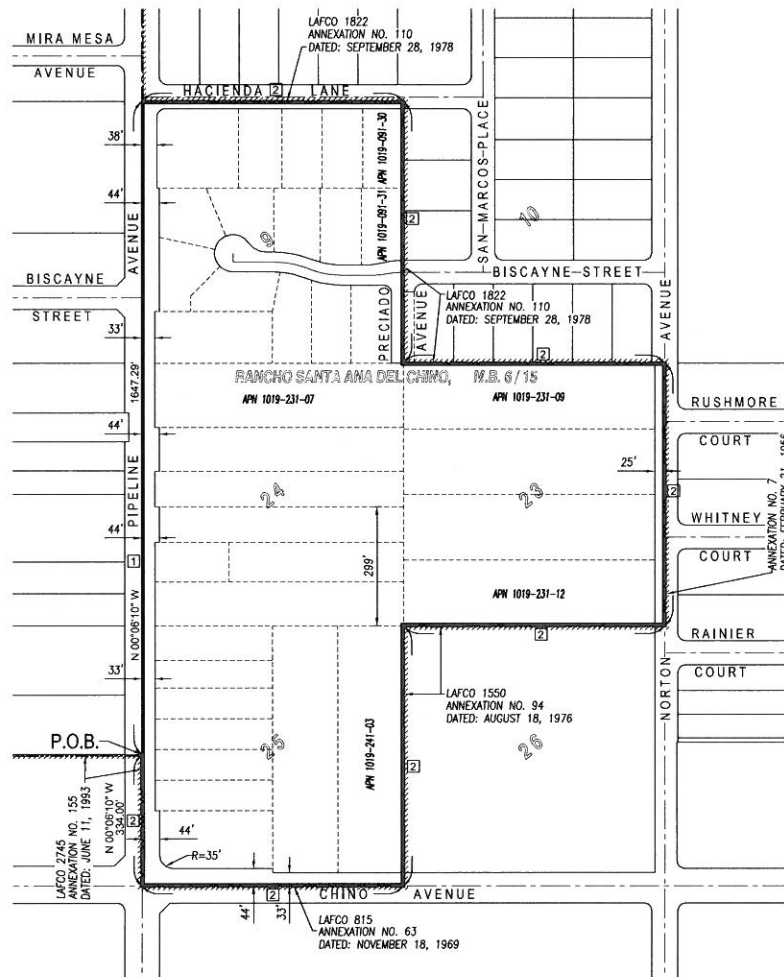 LAFCO 1822
ANNEXATION NO. 110
DATED: SEPTEMBER 28, 1978
MIRA MESA
AVENUE
HACIENDA
2
LANE
38'
44'
AVENUE
APN 1019-091-30
APN 1019-091-31
2
SAN MARCOS PLACE
10
9
BISCAYNE
STREET
BISCAYNE STREET
33'
PRECIADO
AVENUE
LAFCO 1822
ANNEXATION NO. 110
DATED: SEPTEMBER 28, 1978
AVENUE
2
1647.29'
RANCHO SANTA ANA DEL CHINO, M.B. 6/15
APN 1019-231-07
APN 1019-231-09
RUSHMORE
COURT
44'
25'
PIPELINE
24
23
2
WHITNEY
COURT
ANNEXATION NO. 7
DATED: FEBRUARY 21, 1966
44'
1
299'
APN 1019-231-12
N 00°06'10" W
2
RAINIER
COURT
33'
LAFCO 1550
ANNEXATION NO. 94
DATED: AUGUST 18, 1976
NORTON
P.O.B.
25
26
APN 1019-241-03
2
LAFCO 2745
ANNEXATION NO. 155
DATED: JUNE 11, 1993
2
N 00°06'10" W
334.00'
44'
R=35'
2
44'
33'
CHINO
AVENUE
LAFCO 815
ANNEXATION NO. 63
DATED: NOVEMBER 18, 1969